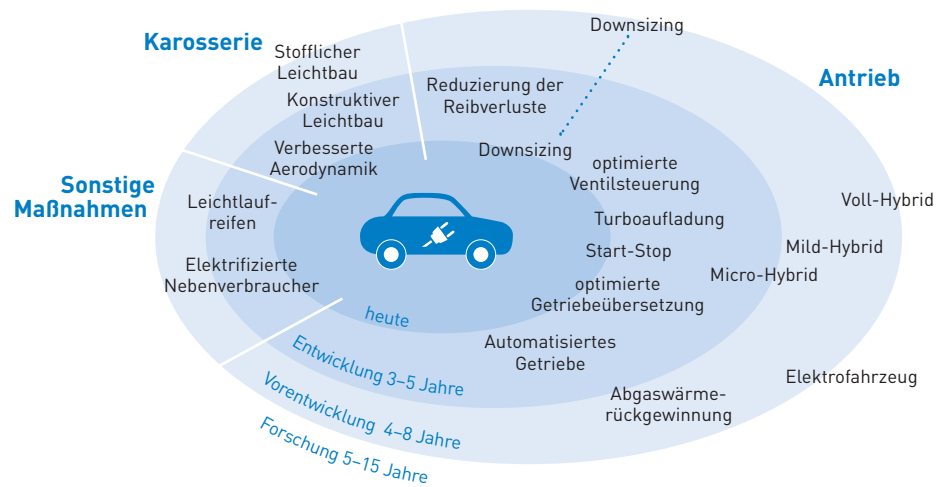 Downsizing
Karosserie
Stofflicher
Leichtbau
Antrieb
Reduzierung der
Reibverluste
Konstruktiver
Leichtbau
Verbesserte
Aerodynamik
Downsizing
optimierte
Ventilsteuerung
Sonstige
Maßnahmen
Leichtlauf-
reifen
Voll-Hybrid
Turboaufladung
Start-Stop
Mild-Hybrid
Micro-Hybrid
Elektrifizierte
Nebenverbraucher
optimierte
Getriebeübersetzung
heute
Automatisiertes
Getriebe
Entwicklung 3–5 Jahre
Elektrofahrzeug
Abgaswärme-
rückgewinnung
Vorentwicklung 4–8 Jahre
Forschung 5–15 Jahre